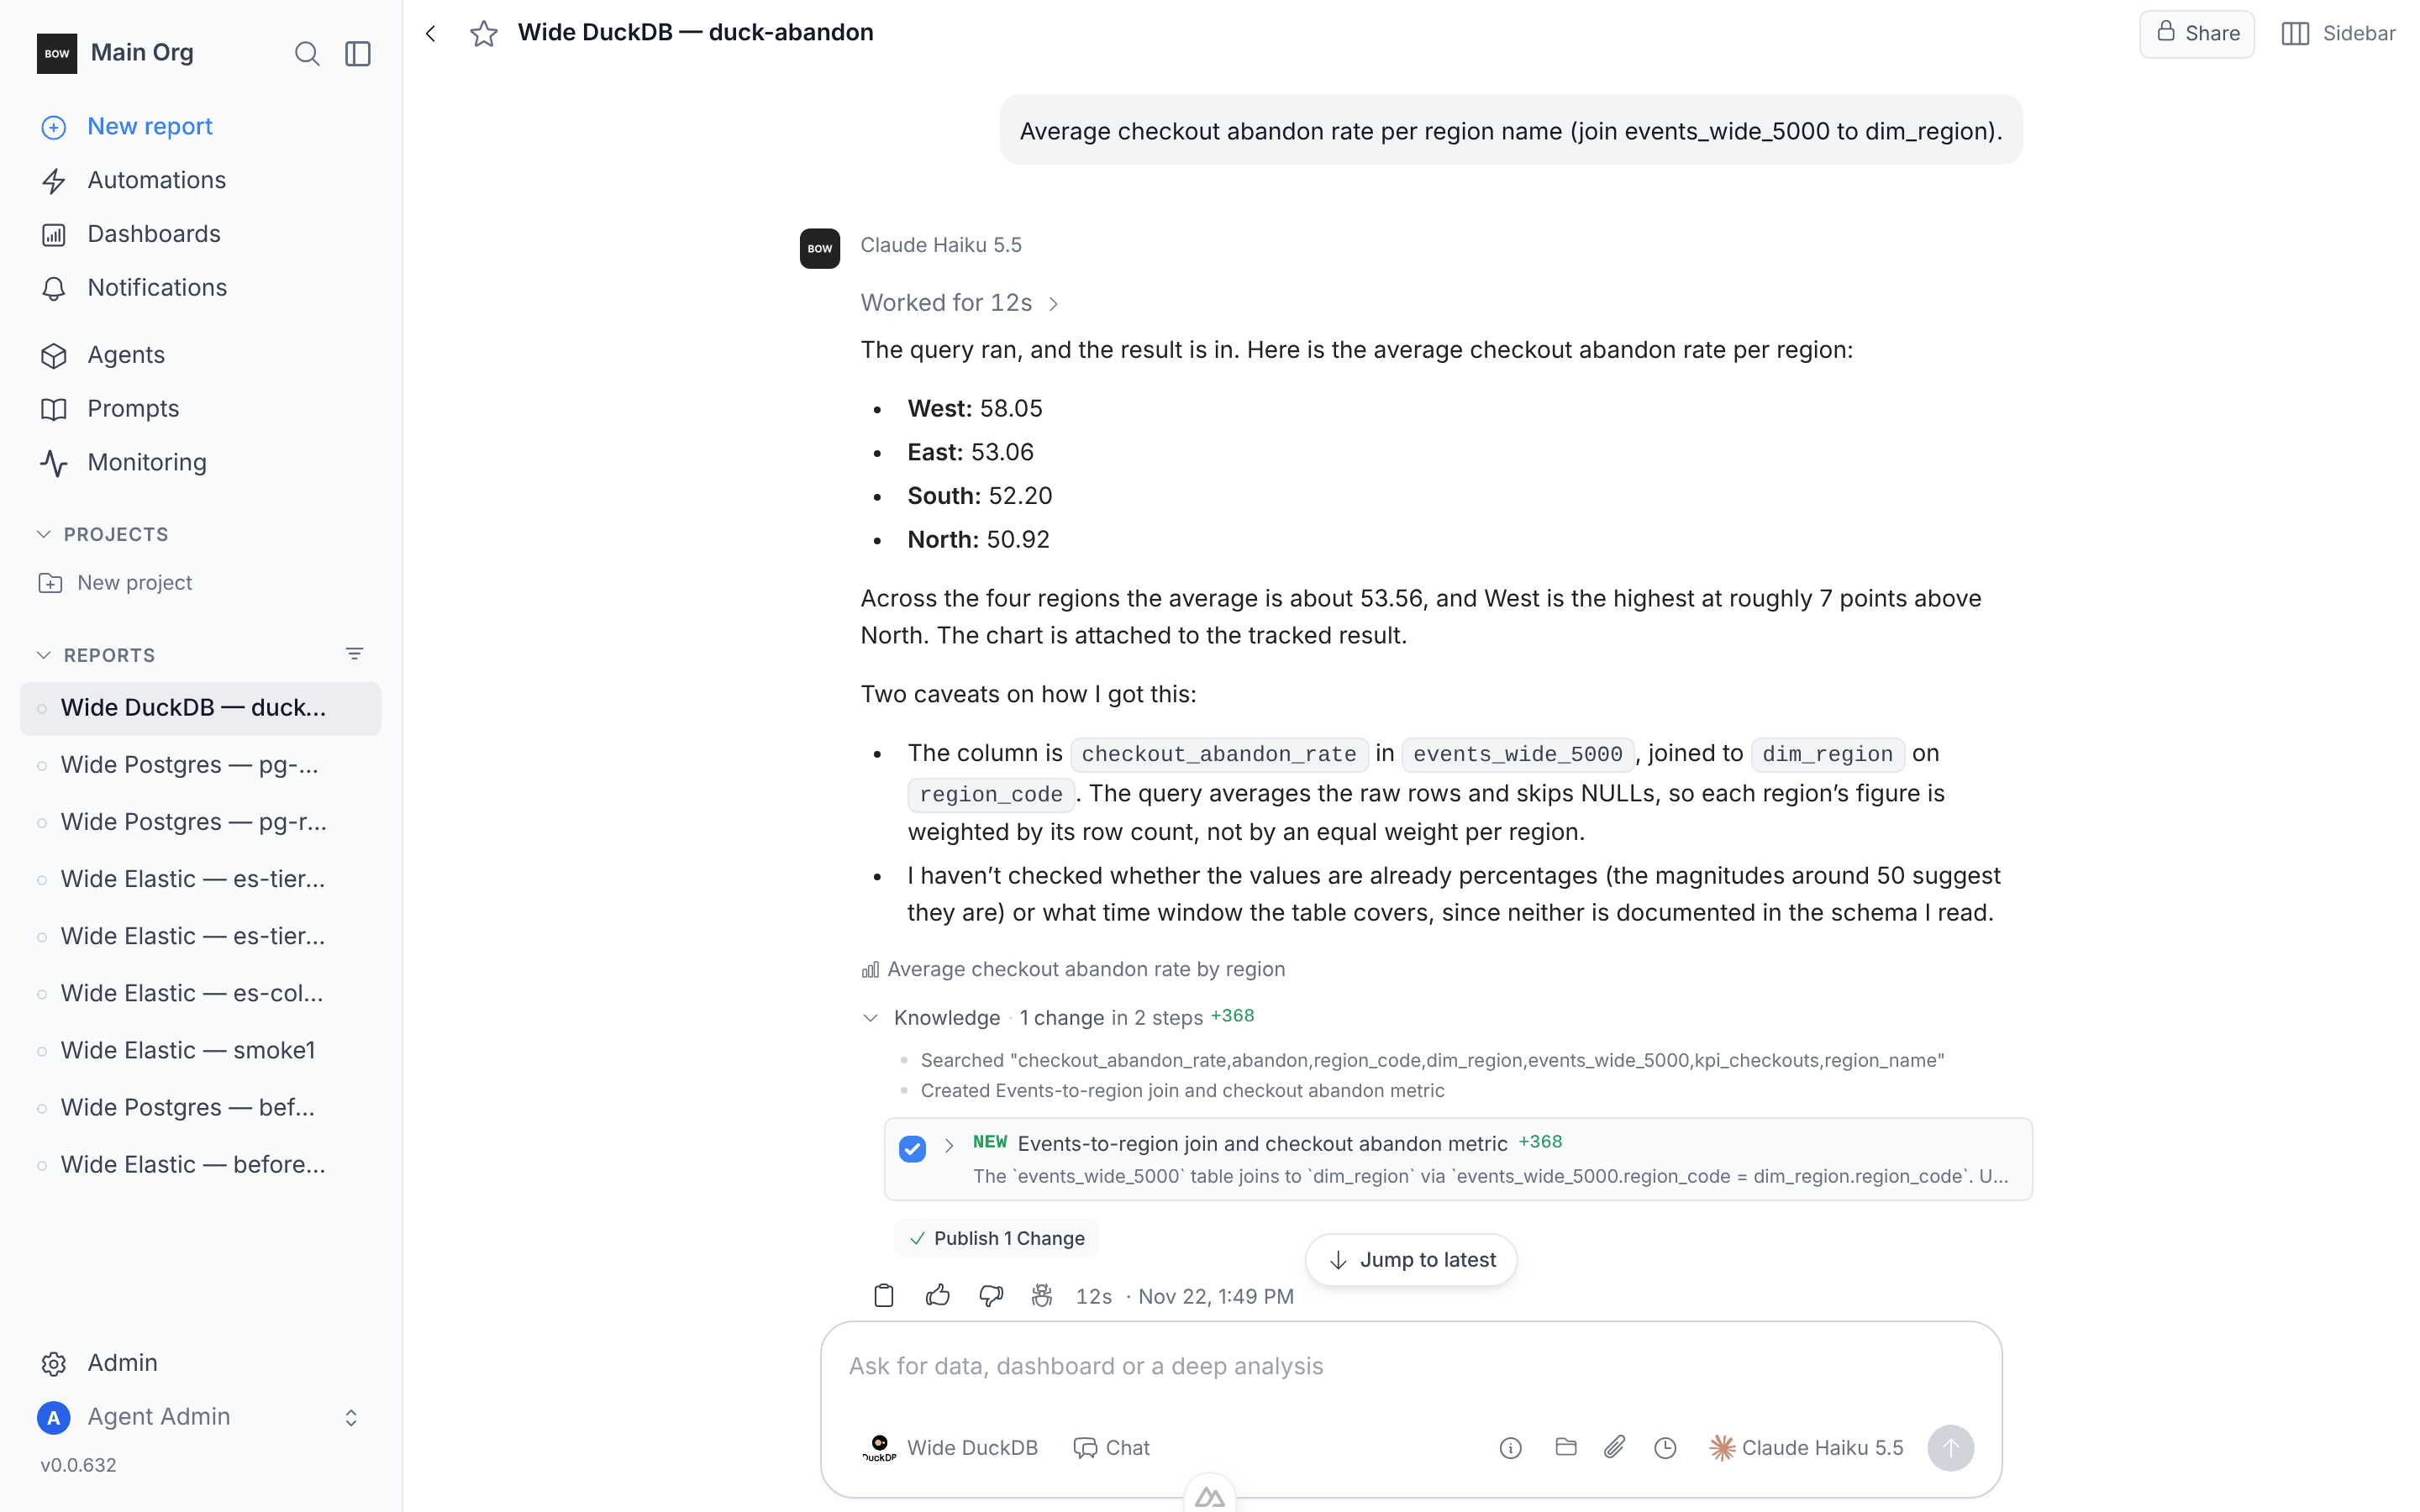 BOW
Main Org
New report
Automations
Dashboards
Notifications
Agents
Prompts
Monitoring
PROJECTS
New project
REPORTS
Wide DuckDB — duck...
Wide Postgres — pg-...
Wide Postgres — pg-r...
Wide Elastic — es-tier...
Wide Elastic — es-tier...
Wide Elastic — es-col...
Wide Elastic — smoke1
Wide Postgres — bef...
Wide Elastic — before...
Admin
A
Agent Admin
v0.0.632
Wide DuckDB — duck-abandon
Share
Sidebar
Average checkout abandon rate per region name (join events_wide_5000 to dim_region).
BOW
Claude Haiku 5.5
Worked for 12s
The query ran, and the result is in. Here is the average checkout abandon rate per region:
• West: 58.05
• East: 53.06
• South: 52.20
• North: 50.92
Across the four regions the average is about 53.56, and West is the highest at roughly 7 points above
North. The chart is attached to the tracked result.
Two caveats on how I got this:
• The column is checkout_abandon_rate in events_wide_5000, joined to dim_region on
region_code. The query averages the raw rows and skips NULLs, so each region’s figure is
weighted by its row count, not by an equal weight per region.
• I haven’t checked whether the values are already percentages (the magnitudes around 50 suggest
they are) or what time window the table covers, since neither is documented in the schema I read.
Average checkout abandon rate by region
Knowledge · 1 change in 2 steps +368
• Searched "checkout_abandon_rate,abandon,region_code,dim_region,events_wide_5000,kpi_checkouts,region_name"
• Created Events-to-region join and checkout abandon metric
NEW Events-to-region join and checkout abandon metric +368
The `events_wide_5000` table joins to `dim_region` via `events_wide_5000.region_code = dim_region.region_code`. U...
Publish 1 Change
Jump to latest
12s · Nov 22, 1:49 PM
Ask for data, dashboard or a deep analysis
Wide DuckDB
Chat
Claude Haiku 5.5